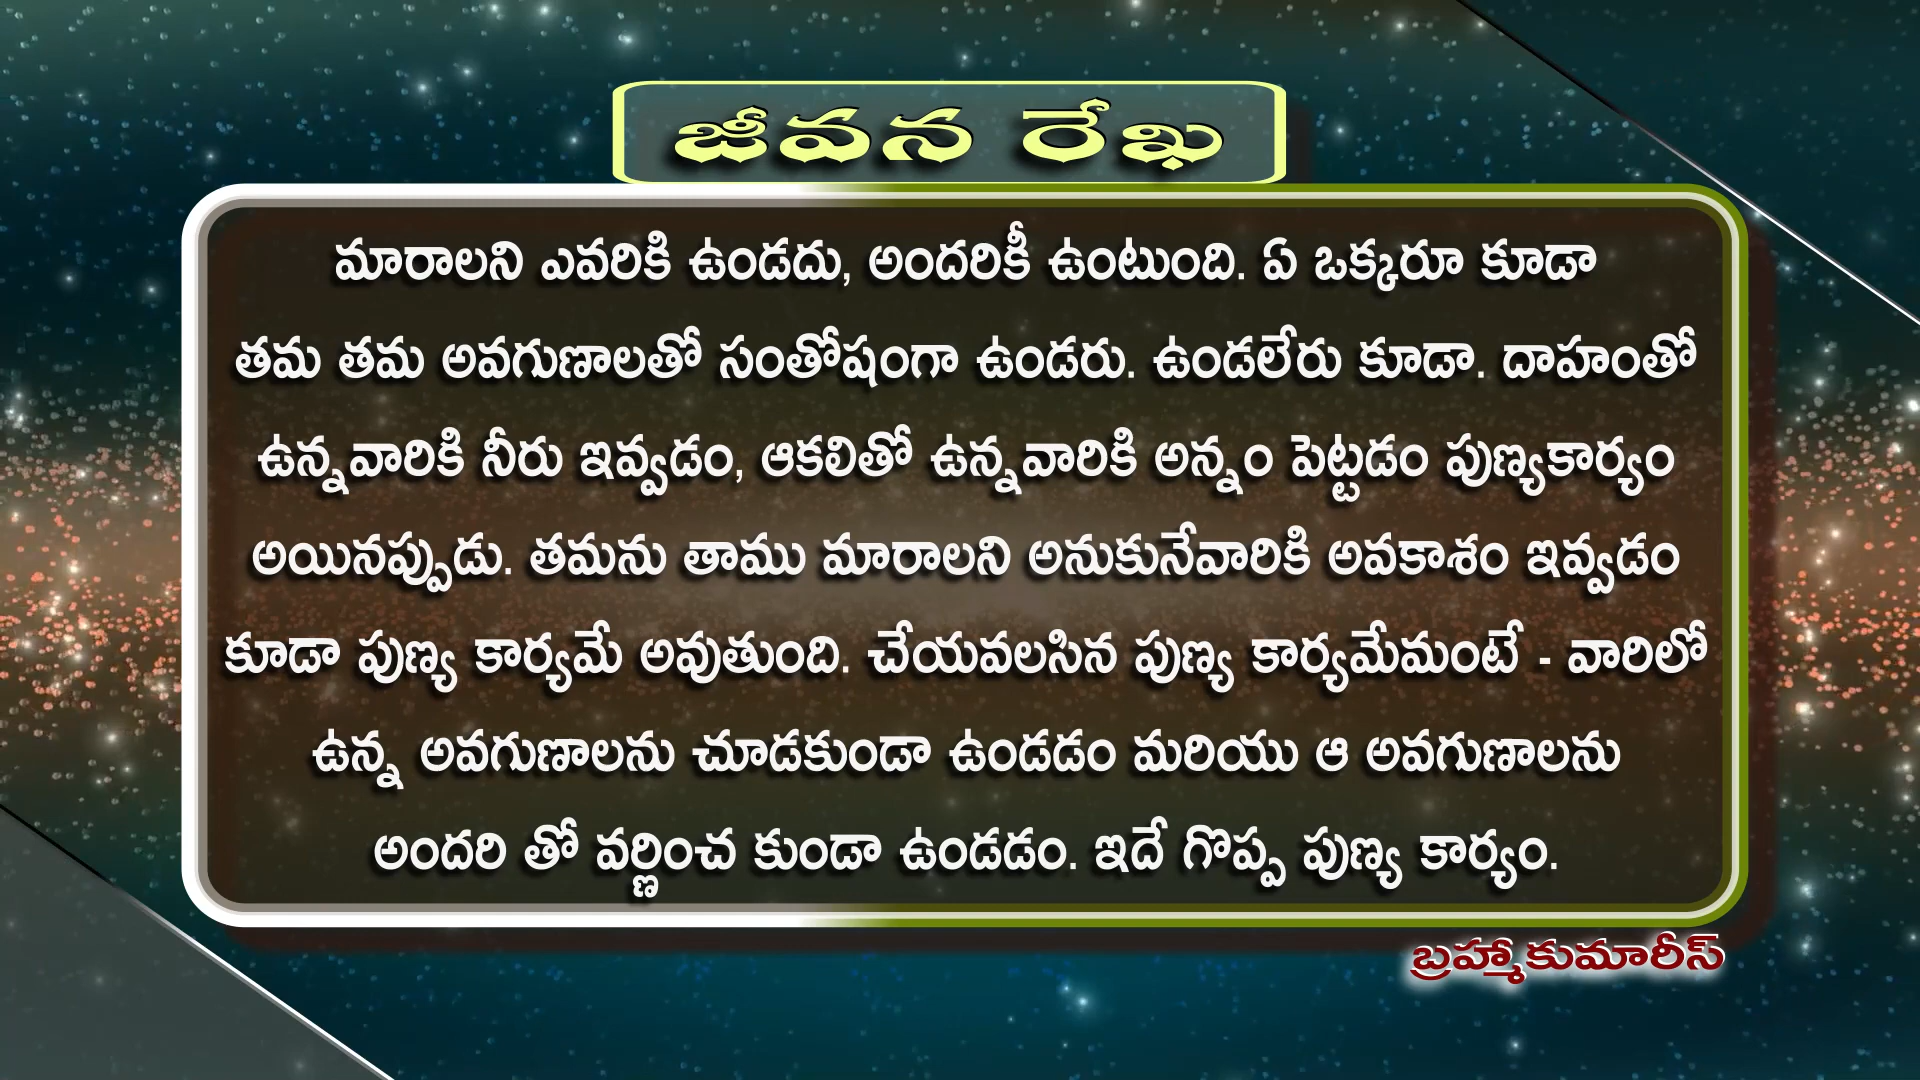 జీవన రేఖ
మారాలని ఎవరికి ఉండదు, అందరికీ ఉంటుంది. ఏ ఒక్కరూ కూడా
తమ తమ అవగుణాలతో సంతోషంగా ఉండరు. ఉండలేరు కూడా. దాహంతో
ఉన్నవారికి నీరు ఇవ్వడం, ఆకలితో ఉన్నవారికి అన్నం పెట్టడం పుణ్యకార్యం
అయినప్పుడు. తమను తాము మారాలని అనుకునేవారికి అవకాశం ఇవ్వడం
కూడా పుణ్య కార్యమే అవుతుంది. చేయవలసిన పుణ్య కార్యమేమంటే - వారిలో
ఉన్న అవగుణాలను చూడకుండా ఉండడం మరియు ఆ అవగుణాలను
అందరి తో వర్ణించ కుండా ఉండడం. ఇదే గొప్ప పుణ్య కార్యం.
బ్రహ్మాకుమారీస్